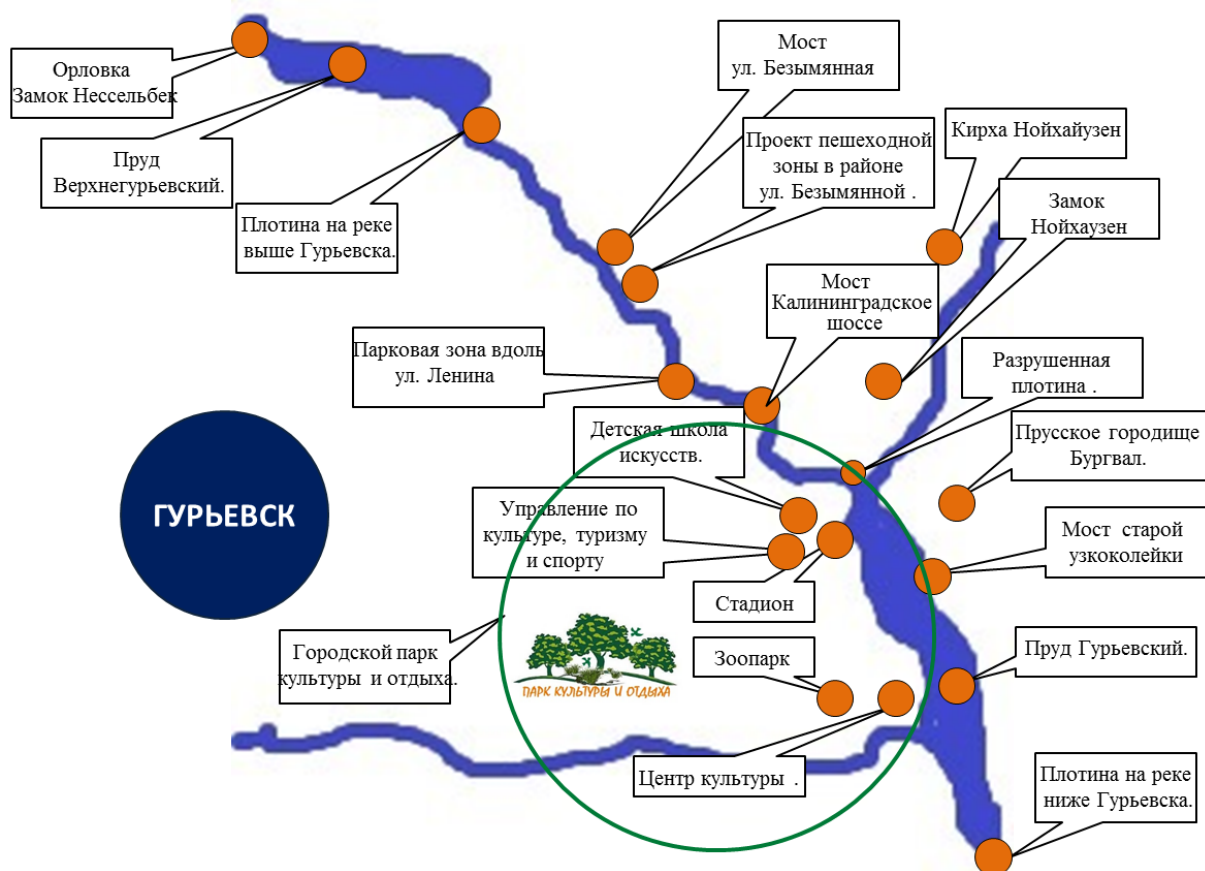 Орловка
Замок Нессельбек
Пруд
Верхнегурьевский.
Плотина на реке
выше Гурьевска.
Мост
ул. Безымянная
Проект пешеходной
зоны в районе
ул. Безымянной .
Кирха Нойхайузен
Замок
Нойхаузен
Мост
Калининградское
шоссе
Парковая зона вдоль
ул. Ленина
Разрушенная
плотина .
Детская школа
искусств.
Прусское городище
Бургвал.
ГУРЬЕВСК
Управление по
культуре, туризму
и спорту
Мост старой
узкоколейки
Стадион
Городской парк
культуры и отдыха.
ПАРК КУЛЬТУРЫ И ОТДЫХА
Зоопарк
Пруд Гурьевский.
Центр культуры .
Плотина на реке
ниже Гурьевска.